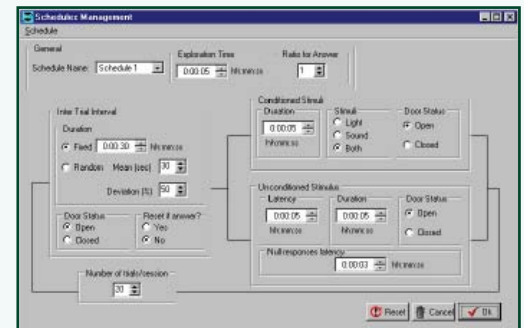 Schedules Management
Schedule
General
Schedule Name: Schedule 1
Exploration Time
0:00:05 hh:mm:ss
Ratio for Answer
1
Inter Trial Interval
Duration
Fixed 0:00:30 hh:mm:ss
Random Mean (sec) 30
Deviation (%) 50
Door Status
Open
Closed
Reset if answer?
Yes
No
Number of trials/session
20
Conditioned Stimuli
Duration
0:00:05
hh:mm:ss
Stimuli
Light
Sound
Both
Door Status
Open
Closed
Unconditioned Stimulus
Latency
0:00:05
hh:mm:ss
Duration
0:00:05
hh:mm:ss
Door Status
Open
Closed
Null responses latency
0:00:03 hh:mm:ss
Reset Cancel Ok